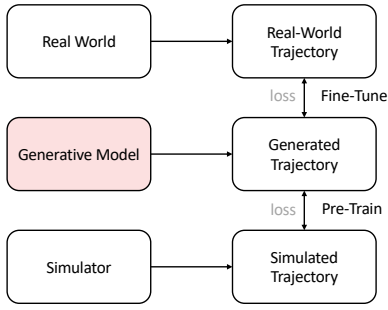 Real World
Real-World
Trajectory
loss Fine-Tune
Generative Model
Generated
Trajectory
loss Pre-Train
Simulator
Simulated
Trajectory